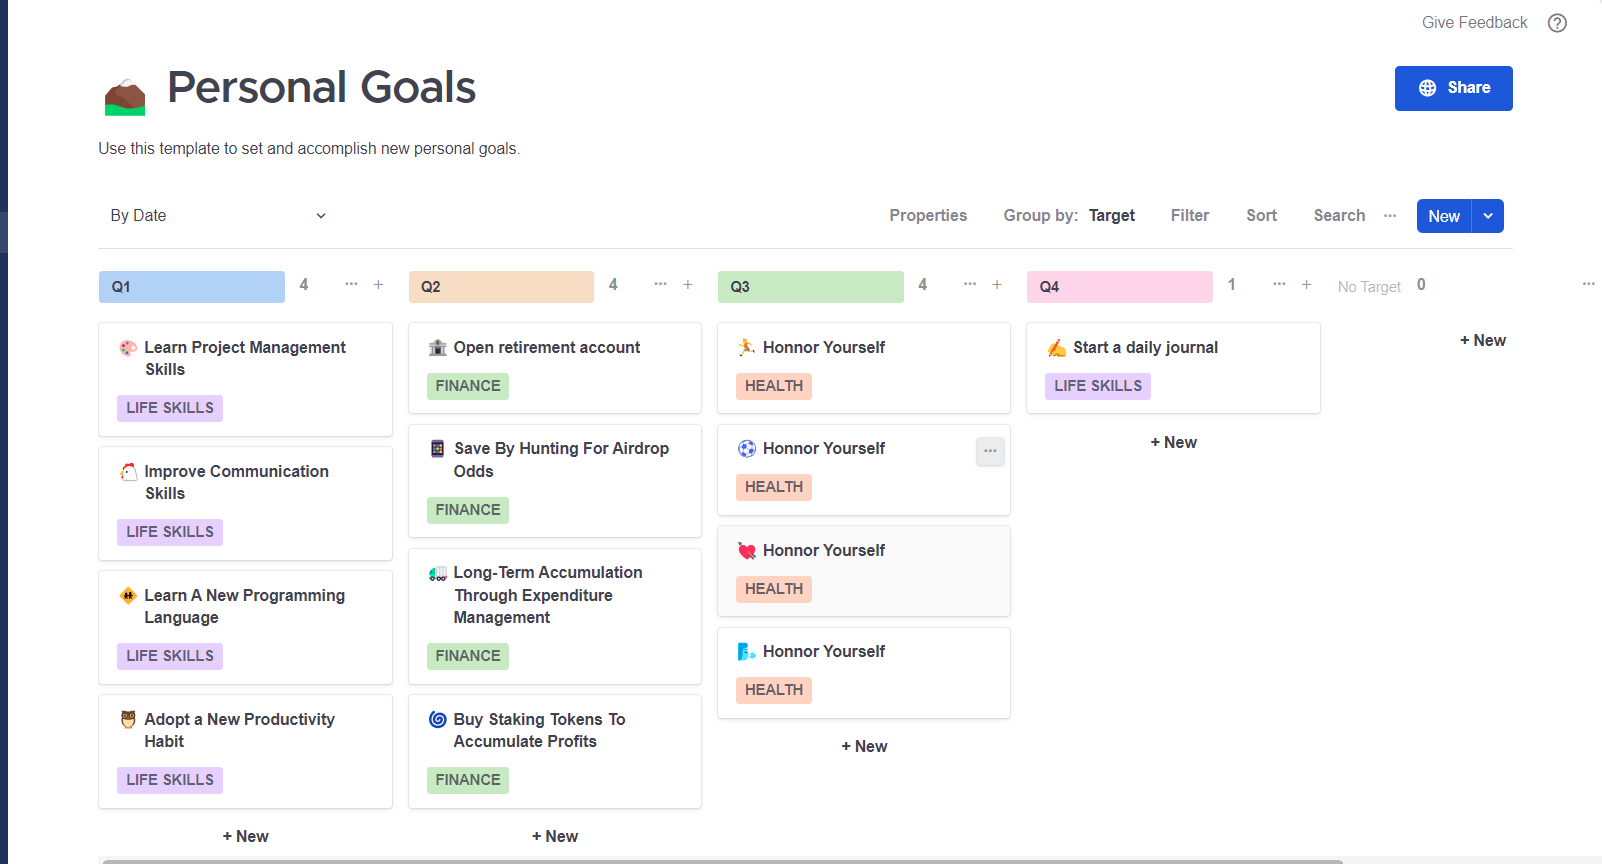 Give Feedback
Personal Goals
Share
Use this template to set and accomplish new personal goals.
By Date
Properties
Group by: Target
Filter
Sort
Search
New
Q1 4
Q2 4
Q3 4
Q4 1
No Target 0
Learn Project Management
Skills
LIFE SKILLS
Improve Communication
Skills
LIFE SKILLS
Learn A New Programming
Language
LIFE SKILLS
Adopt a New Productivity
Habit
LIFE SKILLS
+ New
Open retirement account
FINANCE
Save By Hunting For Airdrop
Odds
FINANCE
Long-Term Accumulation
Through Expenditure
Management
FINANCE
Buy Staking Tokens To
Accumulate Profits
FINANCE
+ New
Honnor Yourself
HEALTH
Honnor Yourself
HEALTH
Honnor Yourself
HEALTH
Honnor Yourself
HEALTH
+ New
Start a daily journal
LIFE SKILLS
+ New
+ New